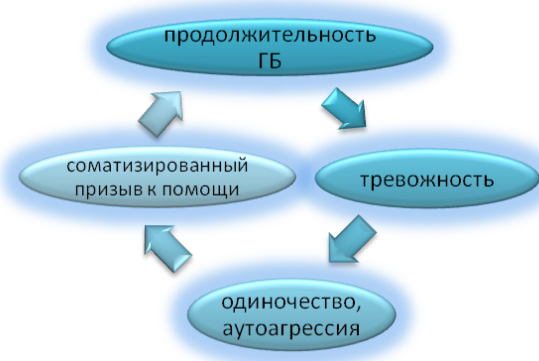 продолжительность
ГБ
соматизированный
призыв к помощи
тревожность
одиночество,
аутоагрессия